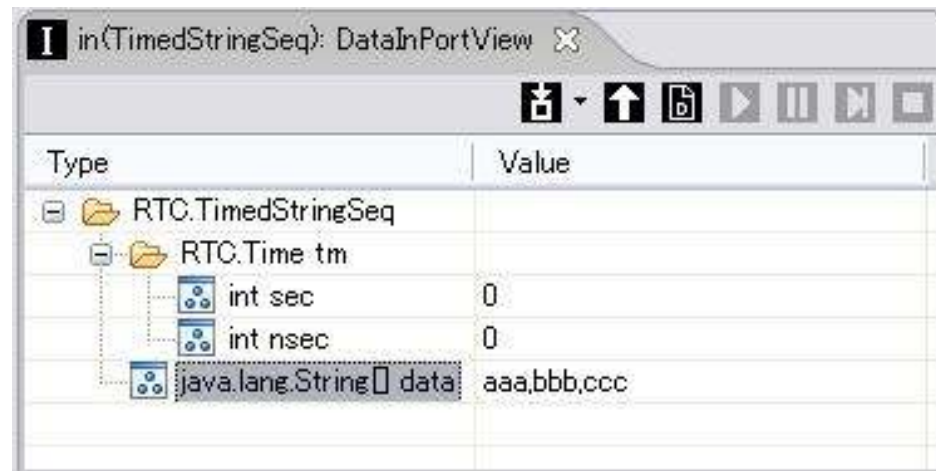 I in(TimedStringSeq): DataInPortView
D
Type Value
RTC.TimedStringSeq
RTC.Time tm
int sec 0
int nsec 0
java.lang.String[] data aaa,bbb,ccc